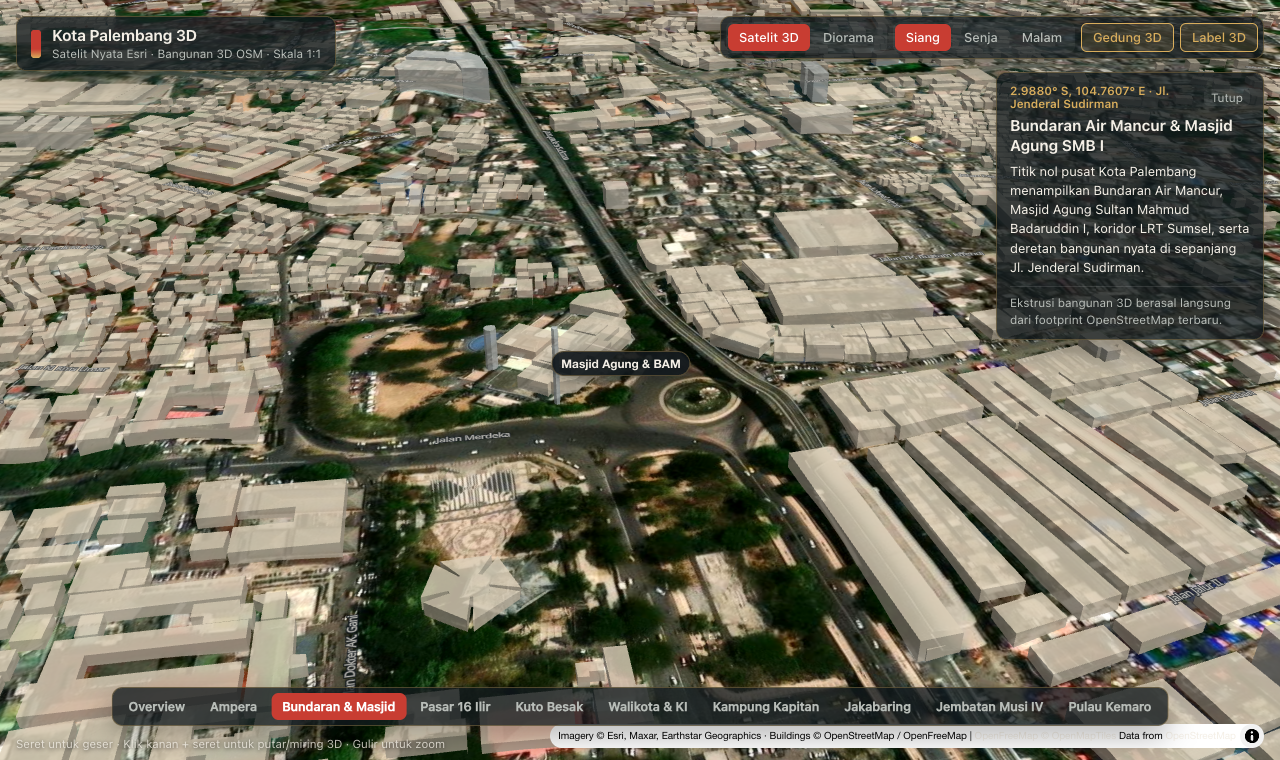 Kota Palembang 3D
Satelit Nyata Esri · Bangunan 3D OSM · Skala 1:1
Satelit 3D
Diorama
Siang
Senja
Malam
Gedung 3D
Label 3D
2.9880° S, 104.7607° E · Jl.
Jenderal Sudirman
Tutup
Bundaran Air Mancur & Masjid
Agung SMB I
Titik nol pusat Kota Palembang
menampilkan Bundaran Air Mancur,
Masjid Agung Sultan Mahmud
Badaruddin I, koridor LRT Sumsel, serta
deretan bangunan nyata di sepanjang
Jl. Jenderal Sudirman.
Ekstrusi bangunan 3D berasal langsung
dari footprint OpenStreetMap terbaru.
Masjid Agung & BAM
Jalan Merdeka
Overview
Ampera
Bundaran & Masjid
Pasar 16 Ilir
Kuto Besak
Walikota & KI
Kampung Kapitan
Jakabaring
Jembatan Musi IV
Pulau Kemaro
Seret untuk geser · Klik kanan + seret untuk putar/miring 3D · Gulir untuk zoom
Imagery © Esri, Maxar, Earthstar Geographics · Buildings © OpenStreetMap / OpenFreeMap |
Data from OpenStreetMap